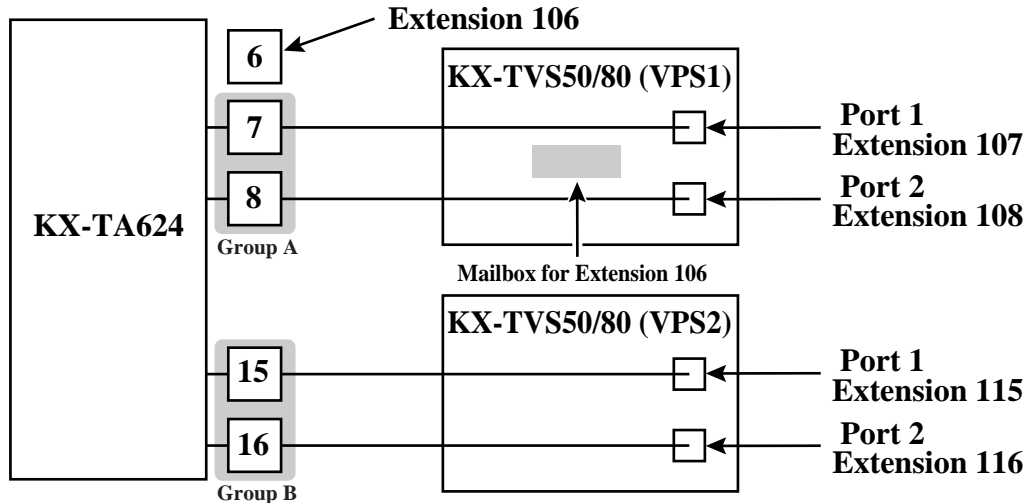 Extension 106
6
KX-TVS50/80 (VPS1)
7
Port 1
Extension 107
8
Port 2
Extension 108
KX-TA624
Group A
Mailbox for Extension 106
KX-TVS50/80 (VPS2)
15
Port 1
Extension 115
16
Port 2
Extension 116
Group B